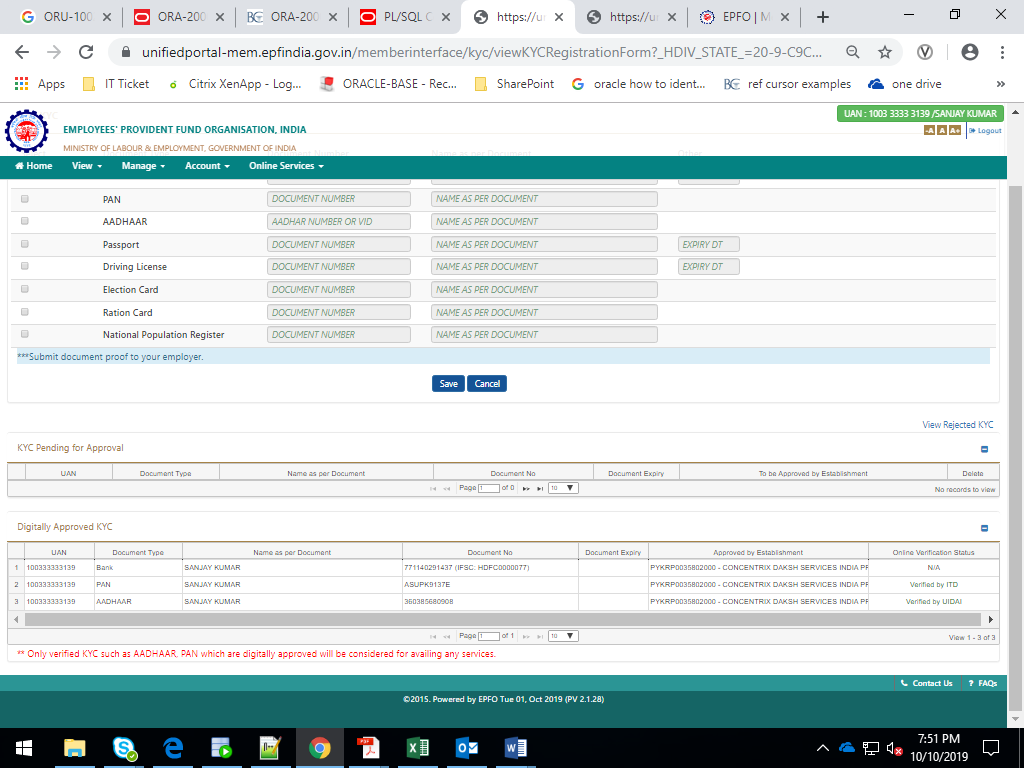 ORU-100 ORA-200 ORA-200 PL/SQL C https://u https://u EPFO | M
unifiedportal-mem.epfindia.gov.in/memberinterface/kyc/viewKYCRegistrationForm?_HDIV_STATE_=20-9-C9C...
Apps IT Ticket Citrix XenApp - Log... ORACLE-BASE - Rec... SharePoint oracle how to ident... ref cursor examples one drive »
UAN : 1003 3333 3139 /SANJAY KUMAR
EMPLOYEES' PROVIDENT FUND ORGANISATION, INDIA
-A A A+ Logout
MINISTRY OF LABOUR & EMPLOYMENT, GOVERNMENT OF INDIA
Home View Manage Account Online Services
PAN DOCUMENT NUMBER NAME AS PER DOCUMENT
AADHAAR AADHAR NUMBER OR VID NAME AS PER DOCUMENT
Passport DOCUMENT NUMBER NAME AS PER DOCUMENT EXPIRY DT
Driving License DOCUMENT NUMBER NAME AS PER DOCUMENT EXPIRY DT
Election Card DOCUMENT NUMBER NAME AS PER DOCUMENT
Ration Card DOCUMENT NUMBER NAME AS PER DOCUMENT
National Population Register DOCUMENT NUMBER NAME AS PER DOCUMENT
***Submit document proof to your employer.
Save Cancel
View Rejected KYC
KYC Pending for Approval
UAN Document Type Name as per Document Document No Document Expiry To be Approved by Establishment Delete
Page 1 of 0 10 No records to view
Digitally Approved KYC
UAN Document Type Name as per Document Document No Document Expiry Approved by Establishment Online Verification Status
1 100333333139 Bank SANJAY KUMAR 771140291437 (IFSC: HDFC0000077) PYKRP0035802000 - CONCENTRIX DAKSH SERVICES INDIA PF N/A
2 100333333139 PAN SANJAY KUMAR ASUPK9137E PYKRP0035802000 - CONCENTRIX DAKSH SERVICES INDIA PF Verified by ITD
3 100333333139 AADHAAR SANJAY KUMAR 360385680908 PYKRP0035802000 - CONCENTRIX DAKSH SERVICES INDIA PF Verified by UIDAI
Page 1 of 1 10 View 1 - 3 of 3
** Only verified KYC such as AADHAAR, PAN which are digitally approved will be considered for availing any services.
Contact Us ? FAQs
©2015. Powered by EPFO Tue 01, Oct 2019 (PV 2.1.28)
7:51 PM
10/10/2019